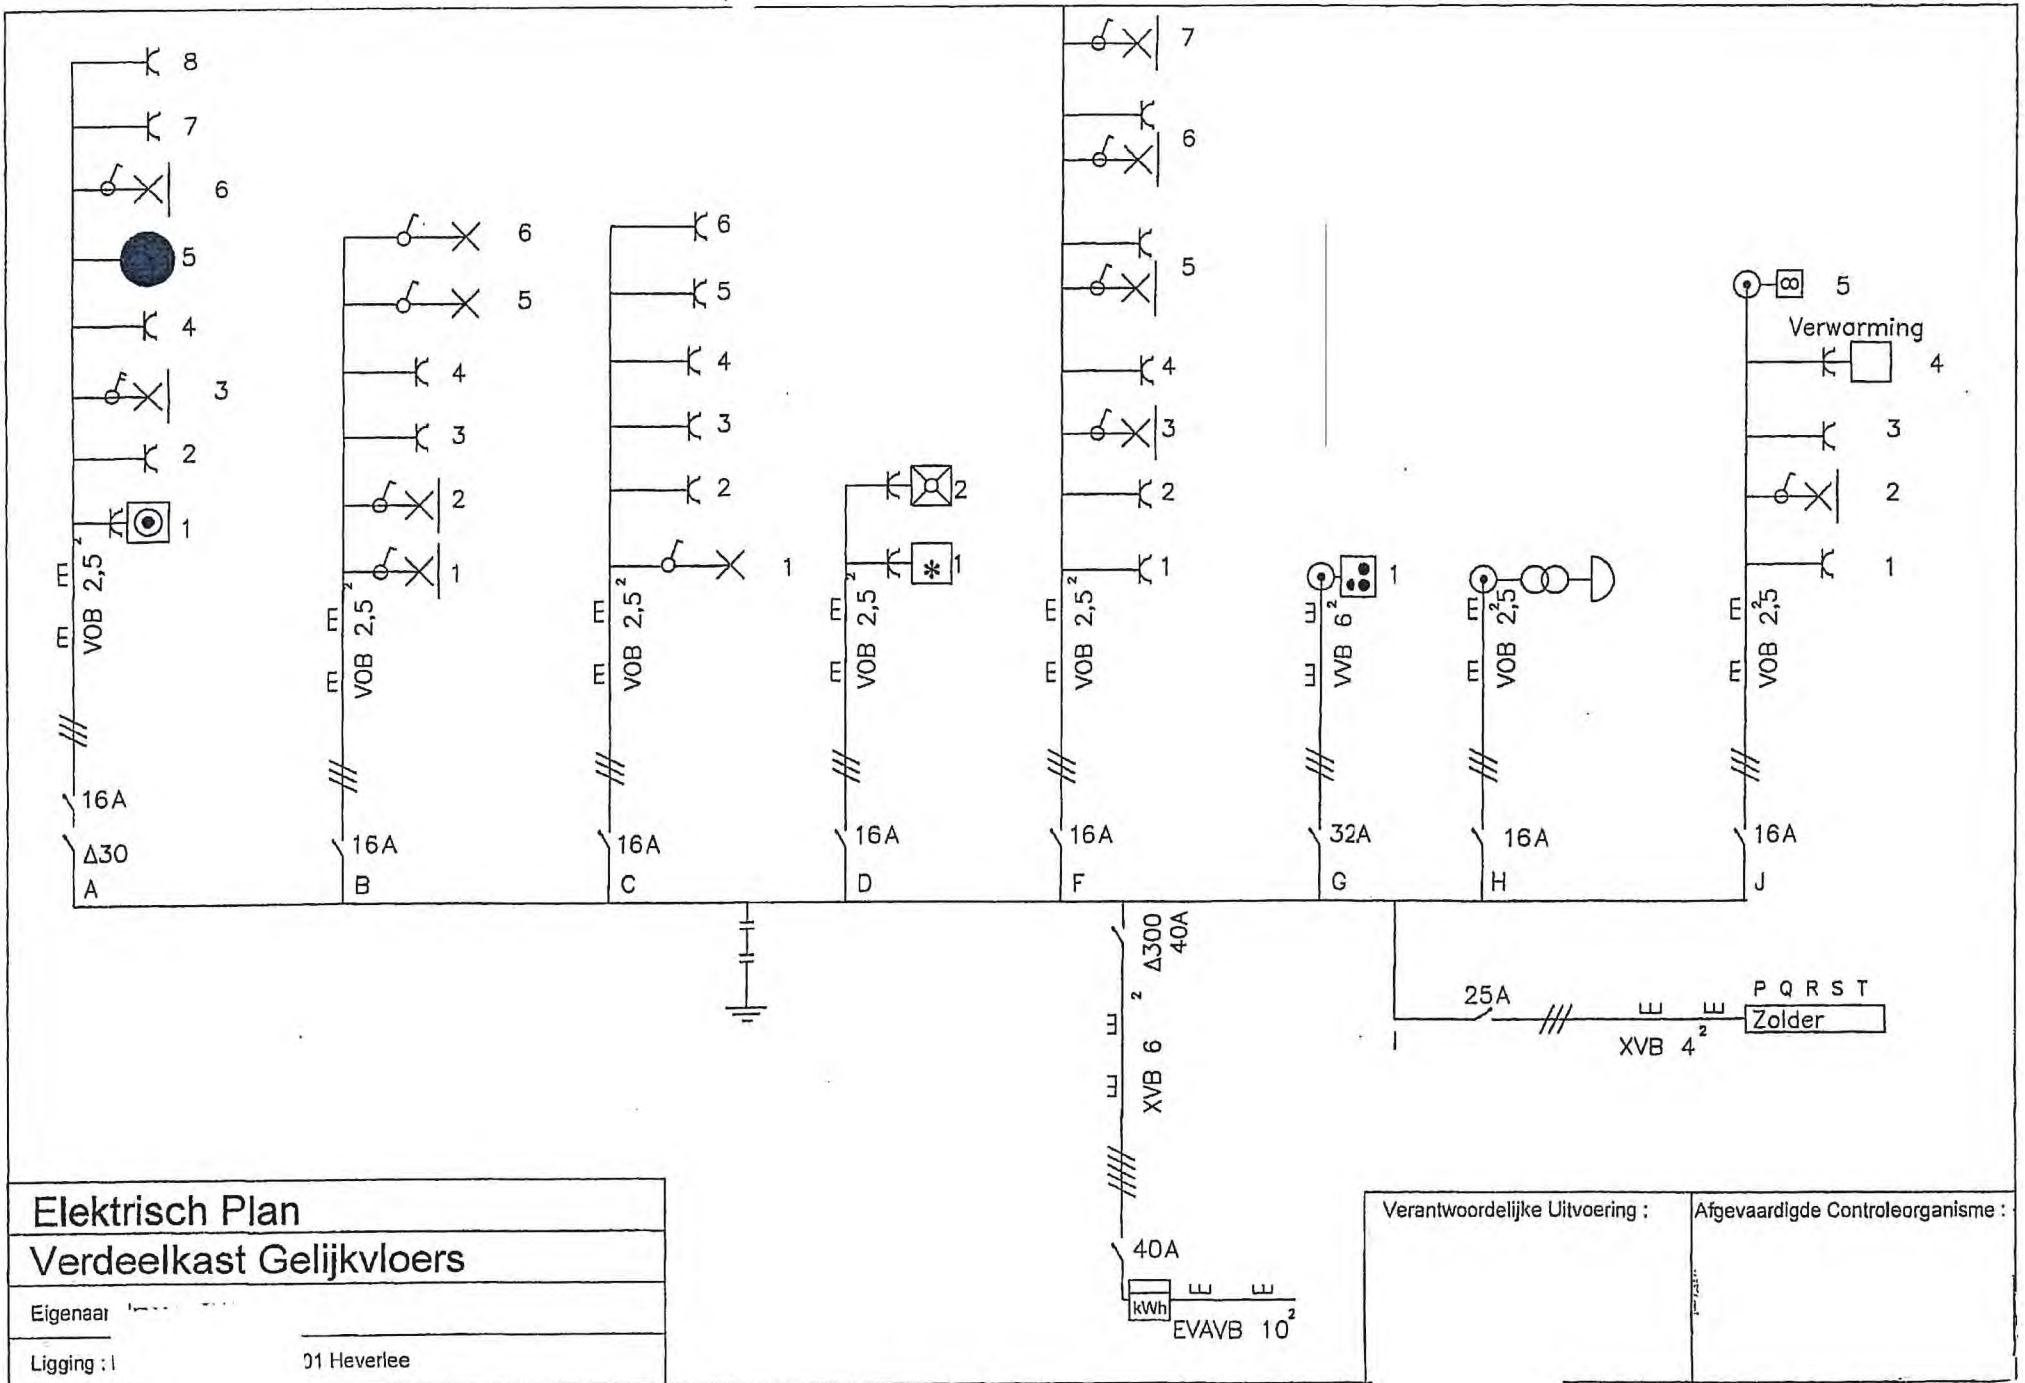 8
7
6
5
4
3
2
1
VOB 2,5²
16A
Δ30
A
6
5
4
3
2
1
VOB 2,5²
16A
B
6
5
4
3
2
1
VOB 2,5²
16A
C
2
1
VOB 2,5²
16A
D
7
6
5
4
3
2
1
VOB 2,5²
16A
F
1
VVB 6²
32A
G
VOB 2,5²
16A
H
5
Verwarming
4
3
2
1
VOB 2,5²
16A
J
Δ300
40A
XVB 6²
40A
kWh
EVAVB 10²
I
25A
XVB 4²
P Q R S T
Zolder
Elektrisch Plan
Verdeelkast Gelijkvloers
Eigenaar
Ligging :
01 Heverlee
Verantwoordelijke Uitvoering :
Afgevaardigde Controleorganisme :